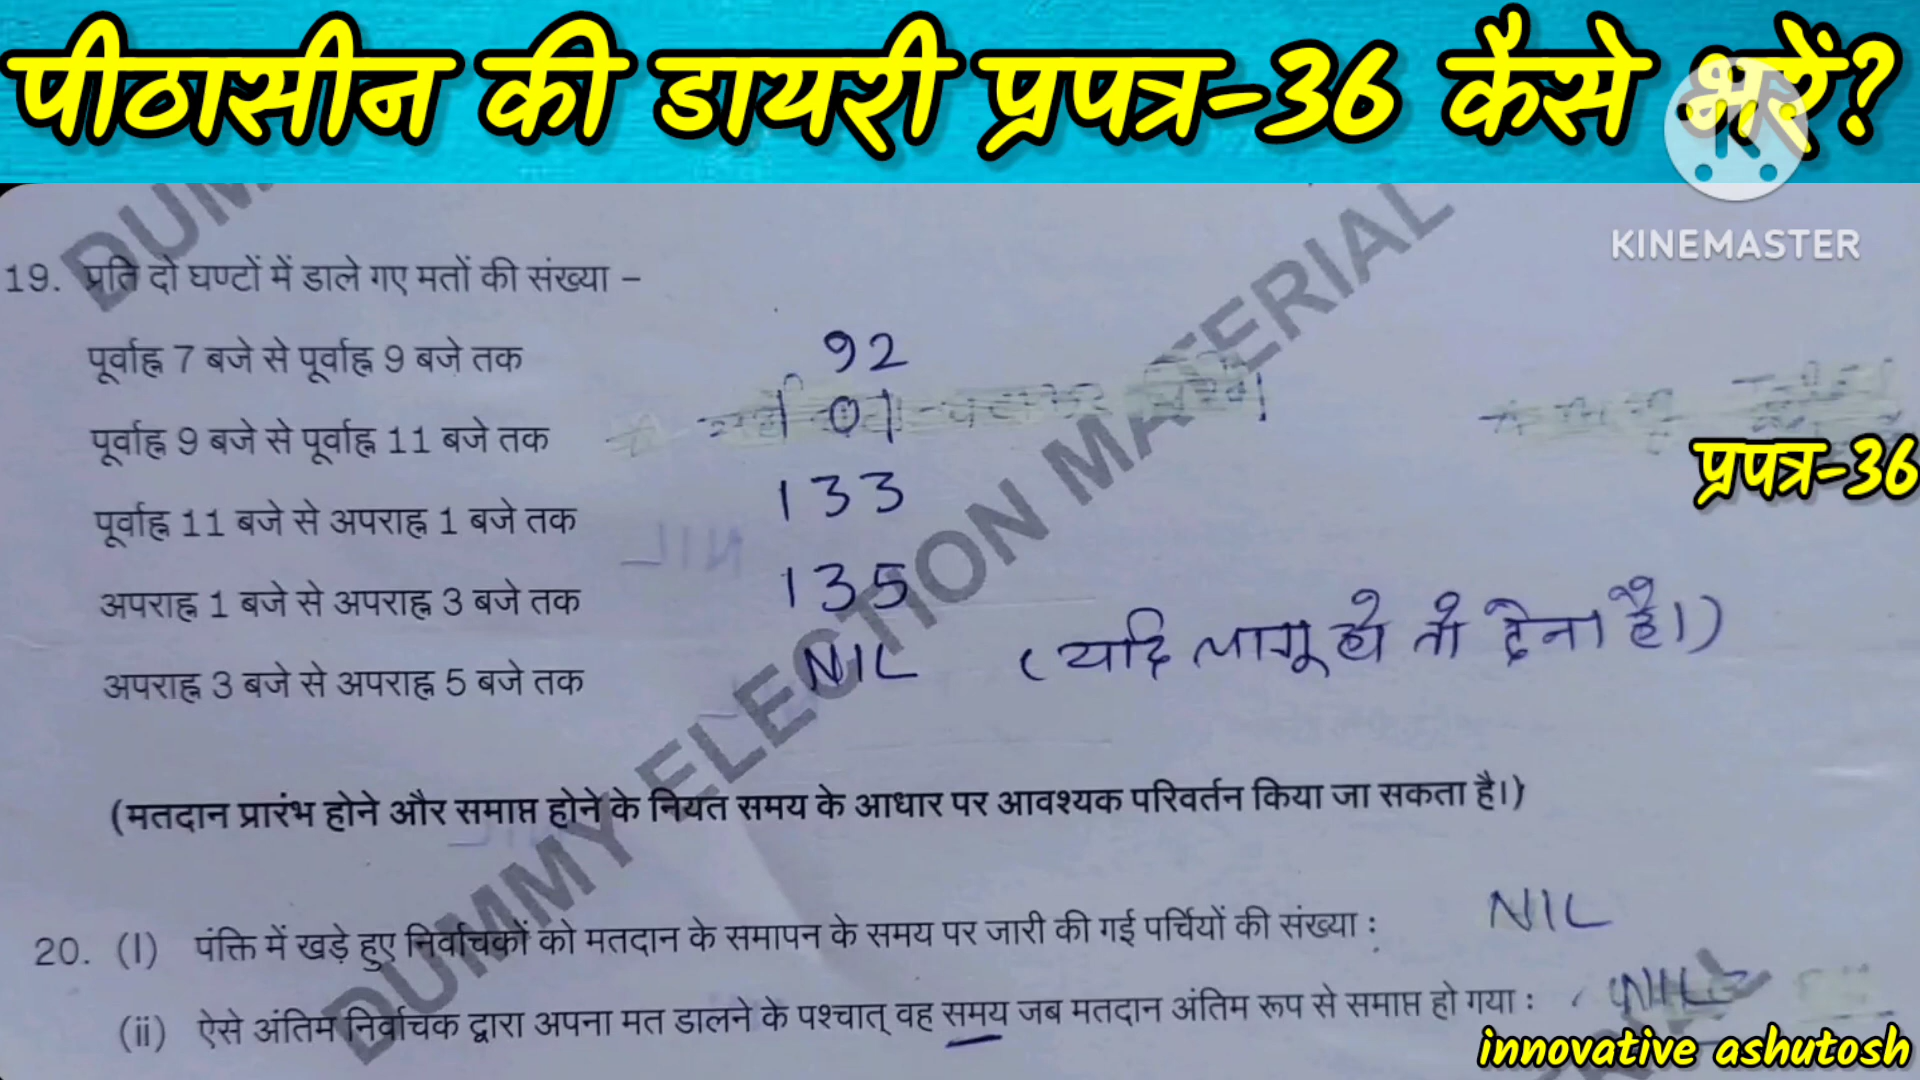 पीठासीन की डायरी प्रपत्र-36 कैसे भरें?
KINEMASTER
DUMMY ELECTION MATERIAL
19. प्रति दो घण्टों में डाले गए मतों की संख्या –
पूर्वाह्न 7 बजे से पूर्वाह्न 9 बजे तक 92
पूर्वाह्न 9 बजे से पूर्वाह्न 11 बजे तक 101
प्रपत्र-36
पूर्वाह्न 11 बजे से अपराह्न 1 बजे तक 133
अपराह्न 1 बजे से अपराह्न 3 बजे तक 135
अपराह्न 3 बजे से अपराह्न 5 बजे तक NIL (यदि लागू हो तो देना है।)
(मतदान प्रारंभ होने और समाप्त होने के नियत समय के आधार पर आवश्यक परिवर्तन किया जा सकता है।)
20. (I) पंक्ति में खड़े हुए निर्वाचकों को मतदान के समापन के समय पर जारी की गई पर्चियों की संख्या : NIL
(ii) ऐसे अंतिम निर्वाचक द्वारा अपना मत डालने के पश्चात् वह समय जब मतदान अंतिम रूप से समाप्त हो गया : NIL
innovative ashutosh